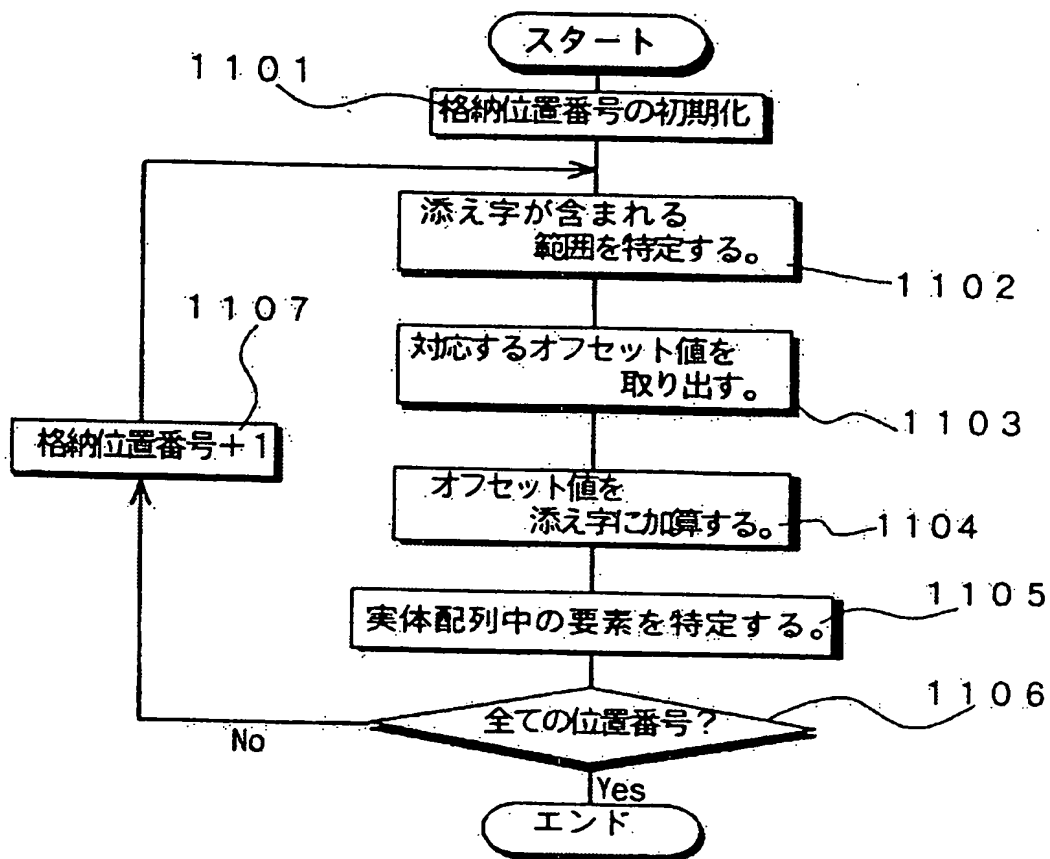 スタート
1101
格納位置番号の初期化
添え字が含まれる
範囲を特定する。
1102
1107
対応するオフセット値を
取り出す。
1103
格納位置番号+1
オフセット値を
添え字に加算する。
1104
1105
実体配列中の要素を特定する。
1106
全ての位置番号?
No
Yes
エンド